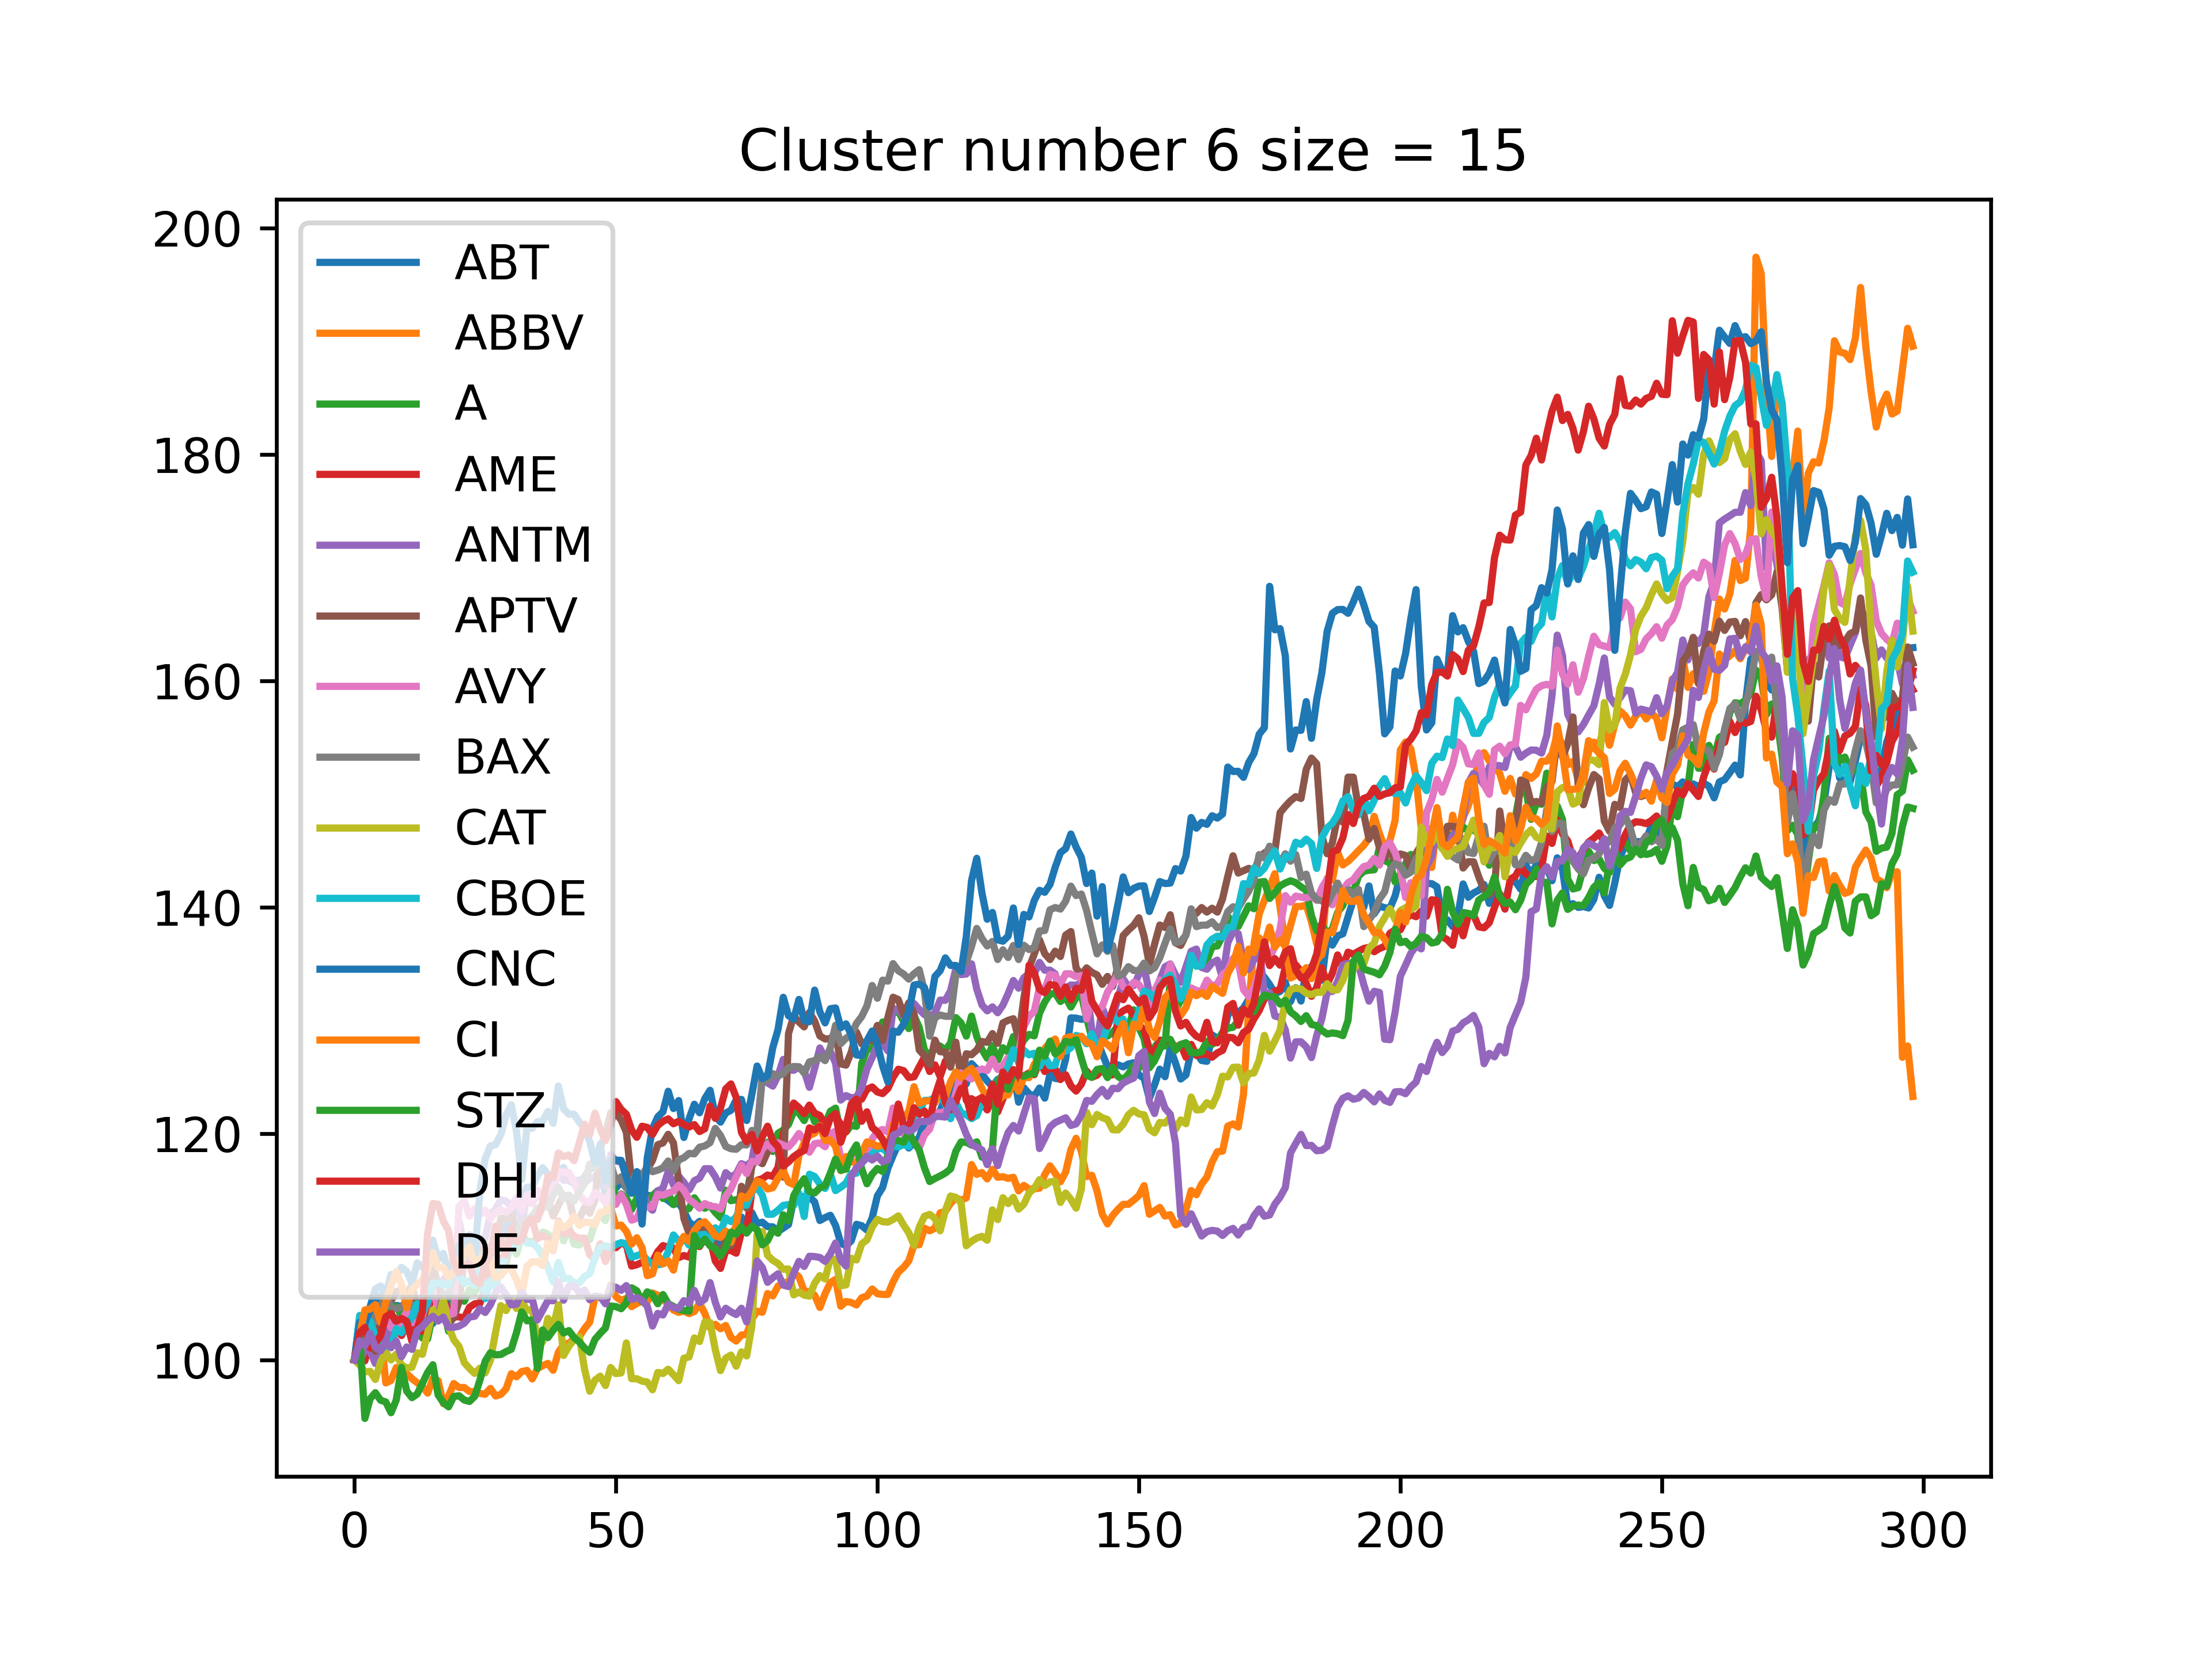 Cluster number 6 size = 15
200
180
160
140
120
100
ABT
ABBV
A
AME
ANTM
APTV
AVY
BAX
CAT
CBOE
CNC
CI
STZ
DHI
DE
0 50 100 150 200 250 300